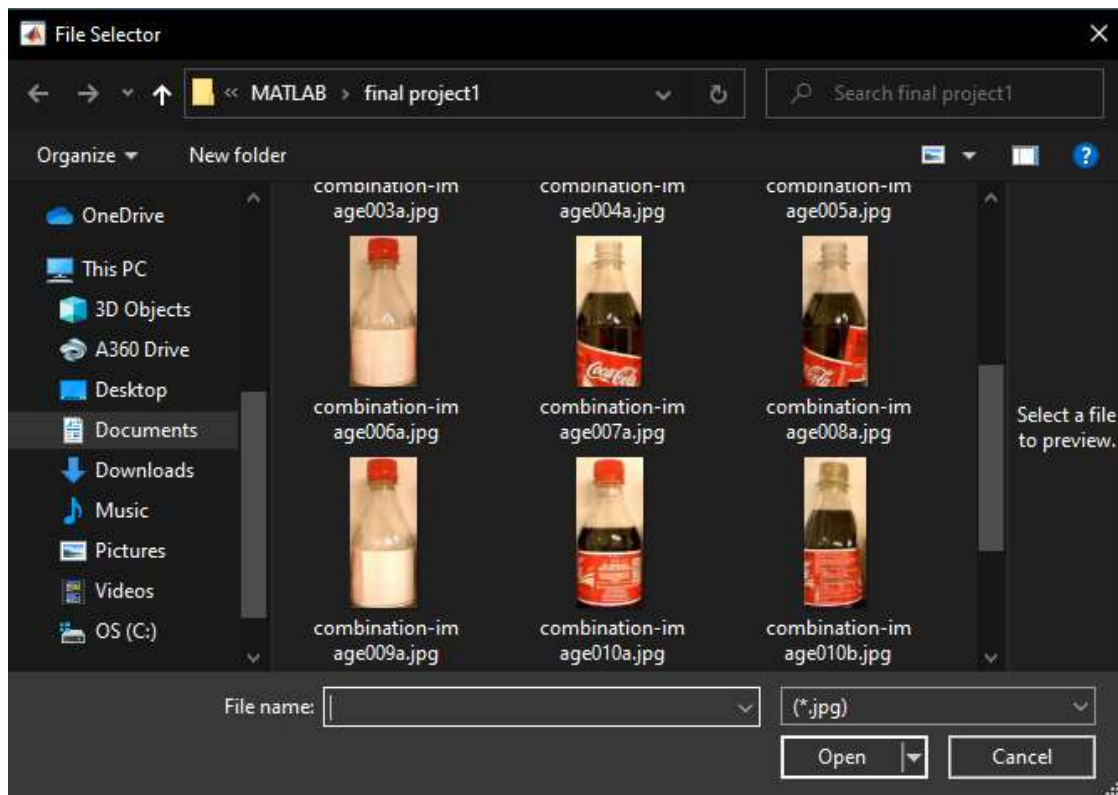 File Selector
« MATLAB › final project1
Search final project1
Organize
New folder
OneDrive
This PC
3D Objects
A360 Drive
Desktop
Documents
Downloads
Music
Pictures
Videos
OS (C:)
combination-im
age003a.jpg
combination-im
age004a.jpg
combination-im
age005a.jpg
combination-im
age006a.jpg
Coca-Cola
combination-im
age007a.jpg
combination-im
age008a.jpg
combination-im
age009a.jpg
combination-im
age010a.jpg
combination-im
age010b.jpg
Select a file
to preview.
File name:
(*.jpg)
Open
Cancel